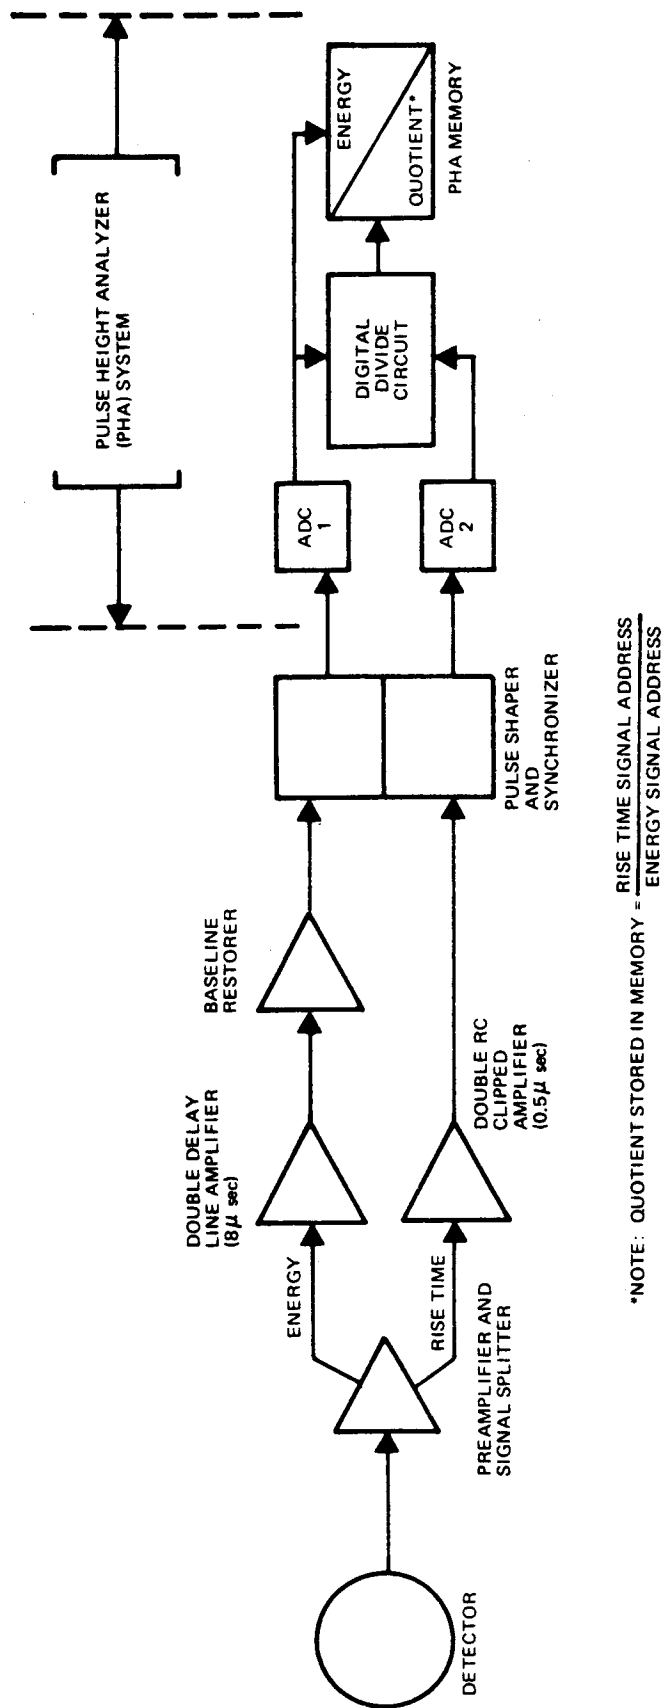 PULSE HEIGHT ANALYZER
(PHA) SYSTEM
DETECTOR
PREAMPLIFIER AND
SIGNAL SPLITTER
ENERGY
RISE TIME
DOUBLE DELAY
LINE AMPLIFIER
(8μ sec)
DOUBLE RC
CLIPPED
AMPLIFIER
(0.5μ sec)
BASELINE
RESTORER
PULSE SHAPER
AND
SYNCHRONIZER
ADC
1
ADC
2
DIGITAL
DIVIDE
CIRCUIT
ENERGY
QUOTIENT*
PHA MEMORY
*NOTE: QUOTIENT STORED IN MEMORY = RISE TIME SIGNAL ADDRESS
ENERGY SIGNAL ADDRESS